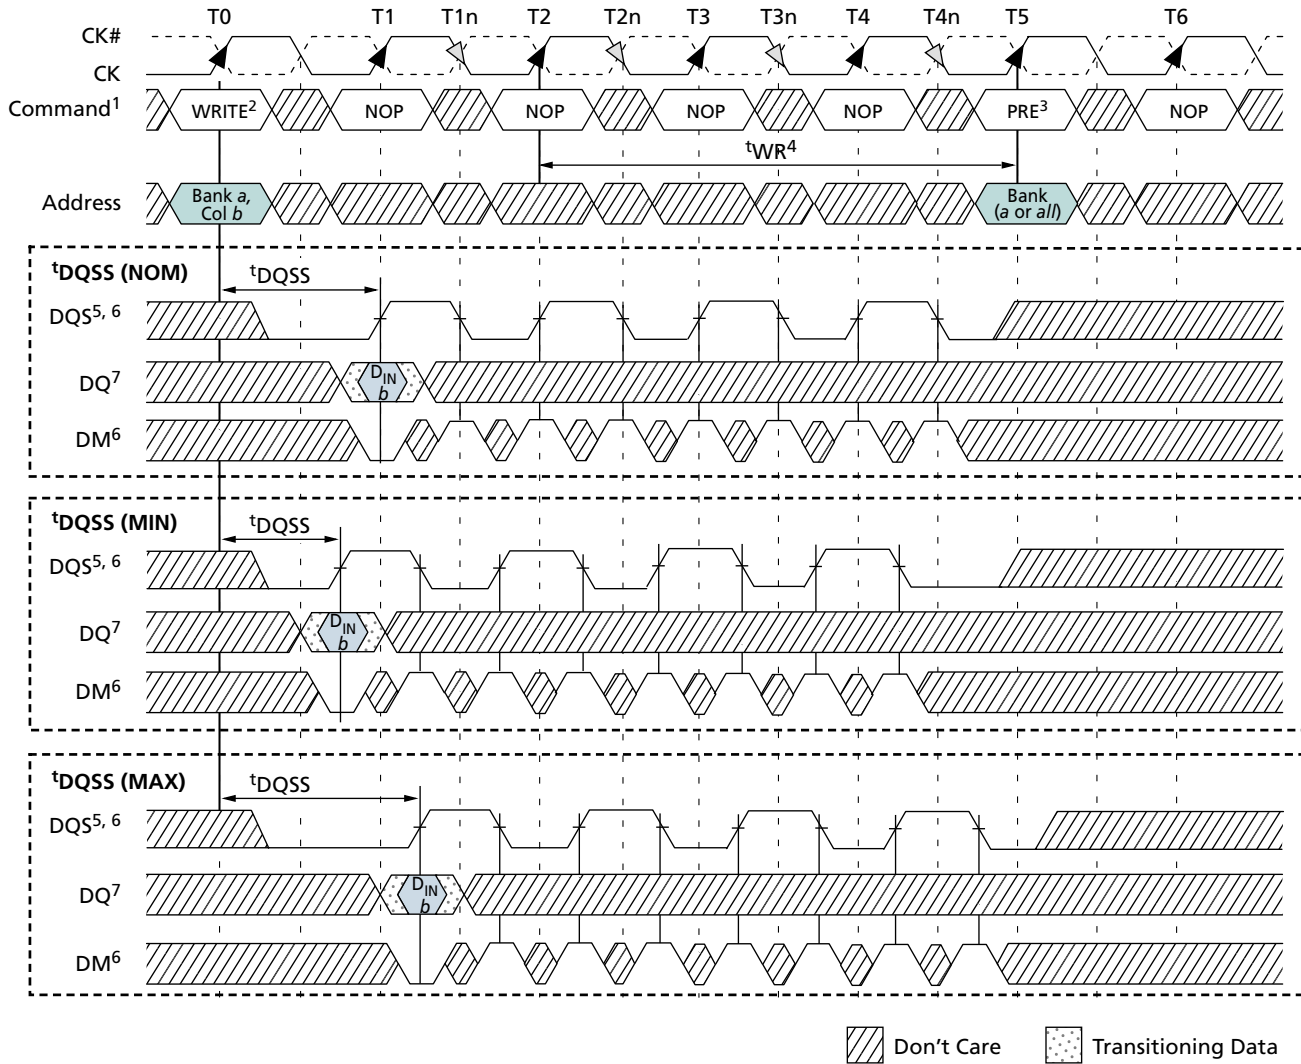 T0 T1 T1n T2 T2n T3 T3n T4 T4n T5 T6
CK#
CK
Command1 WRITE2 NOP NOP NOP NOP PRE3 NOP
tWR4
Address Bank a, Col b Bank (a or all)
tDQSS (NOM) tDQSS
DQS5, 6
DQ7 DIN b
DM6
tDQSS (MIN) tDQSS
DQS5, 6
DQ7 DIN b
DM6
tDQSS (MAX) tDQSS
DQS5, 6
DQ7 DIN b
DM6
Don't Care Transitioning Data